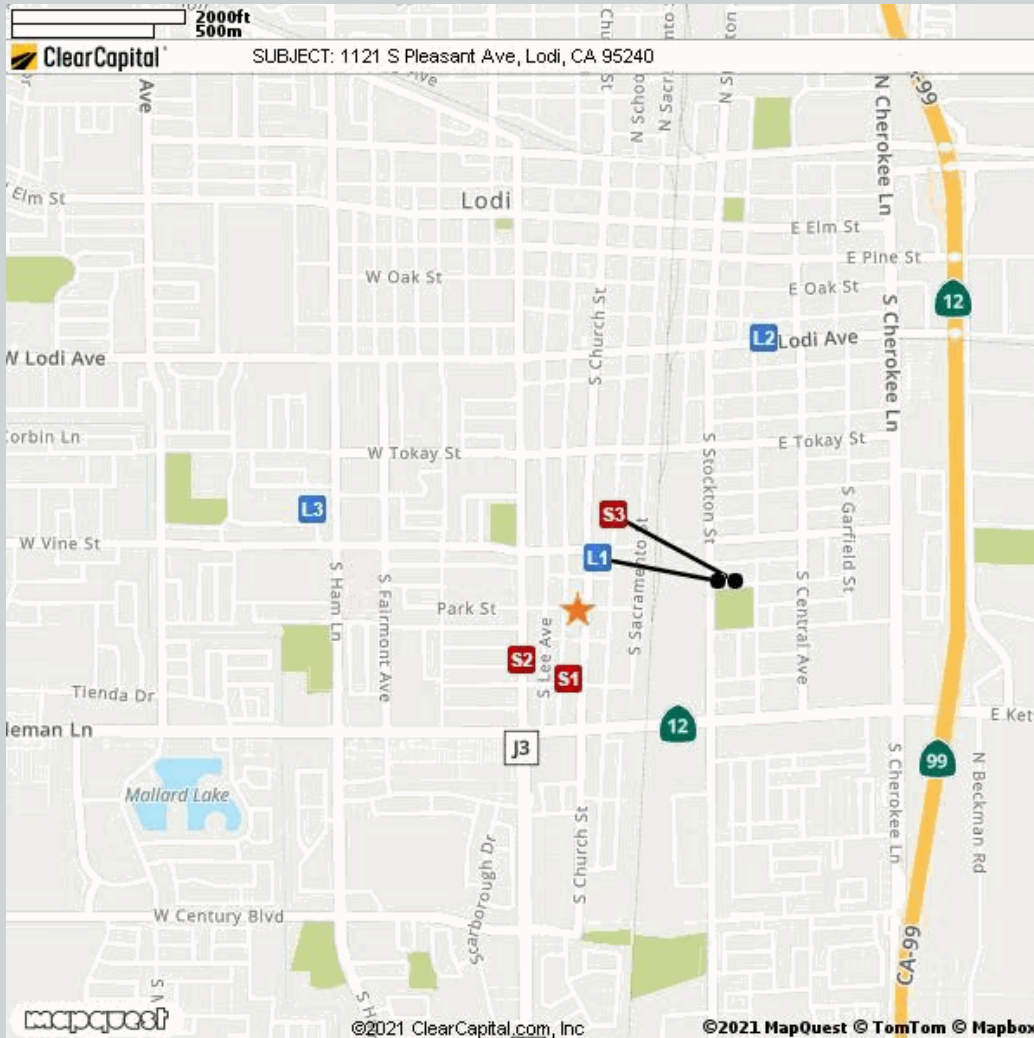 2000ft
500m
ClearCapital
SUBJECT: 1121 S Pleasant Ave, Lodi, CA 95240
Ave
Ave
N Cherokee Ln
Elm St
Lodi
E Elm St
E Pine St
W Oak St
E Oak St
S Church St
S Cherokee Ln
12
W Lodi Ave
L2
Lodi Ave
Corbin Ln
W Tokay St
E Tokay St
S Stockton St
L3
S3
S Garfield St
W Vine St
L1
S Sacramento St
S Ham Ln
S Fairmont Ave
Park St
S Central Ave
S Lee Ave
S2
S1
Tienda Dr
leman Ln
12
E Ket
J3
S Cherokee Ln
99
N Beckman Rd
Mallard Lake
S Church St
Scarborough Dr
W Century Blvd
CA-99
mapquest
©2021 ClearCapital.com, Inc
©2021 MapQuest © TomTom © Mapbox